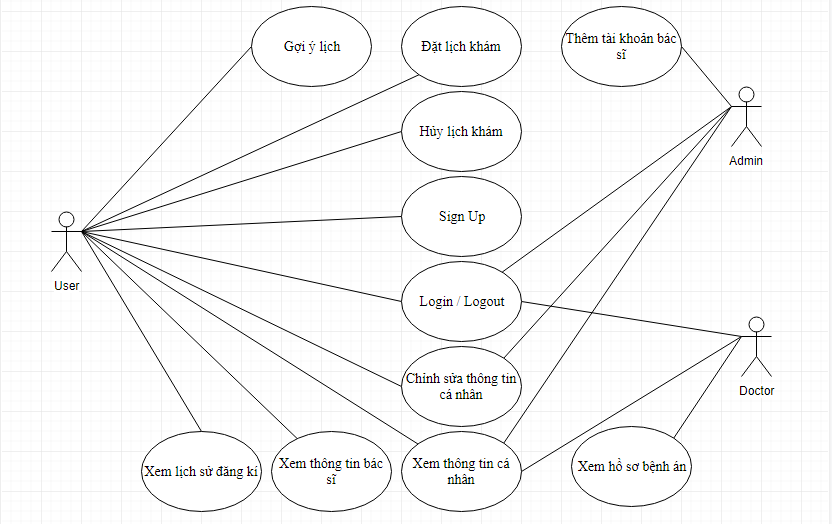 Gợi ý lịch
Đặt lịch khám
Thêm tài khoản bác
sĩ
Hủy lịch khám
Admin
Sign Up
User
Login / Logout
Chỉnh sửa thông tin
cá nhân
Doctor
Xem lịch sử đăng kí
Xem thông tin bác
sĩ
Xem thông tin cá
nhân
Xem hồ sơ bệnh án